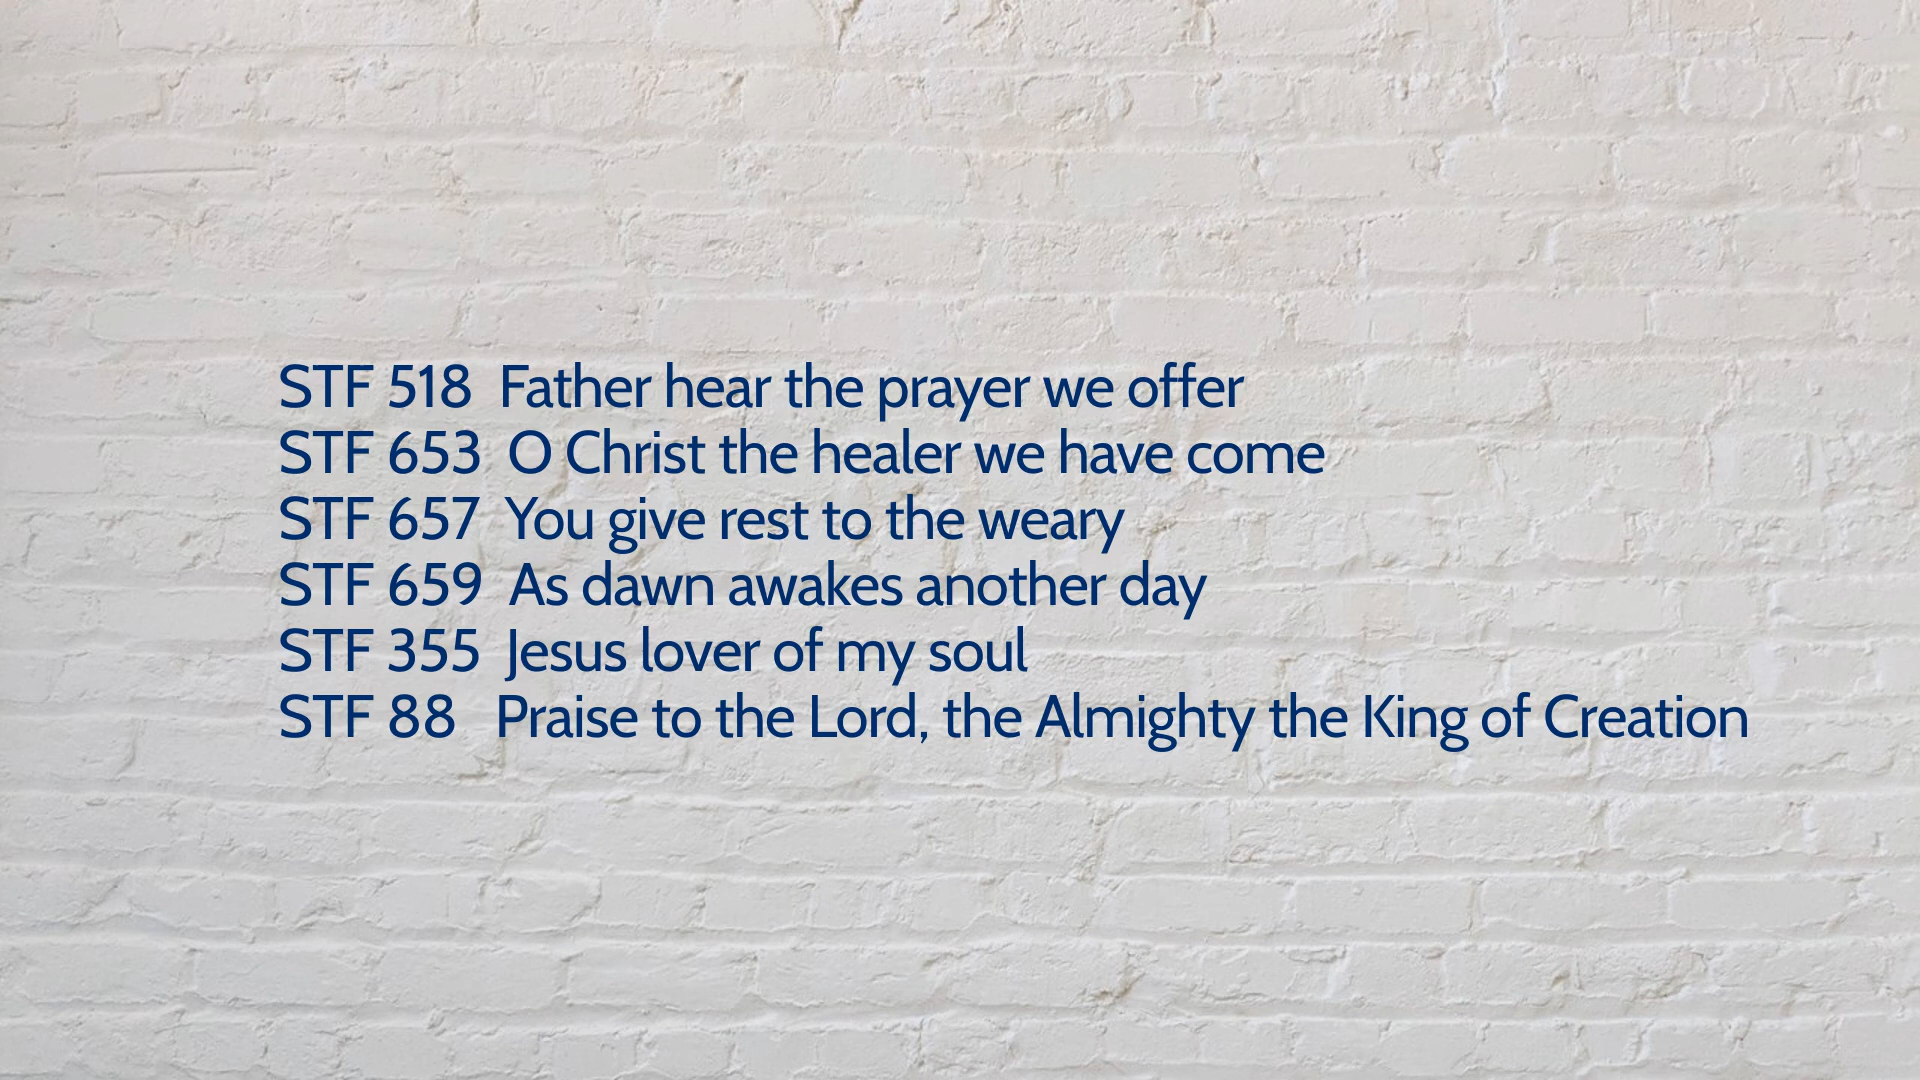 STF 518 Father hear the prayer we offer
STF 653 O Christ the healer we have come
STF 657 You give rest to the weary
STF 659 As dawn awakes another day
STF 355 Jesus lover of my soul
STF 88 Praise to the Lord, the Almighty the King of Creation